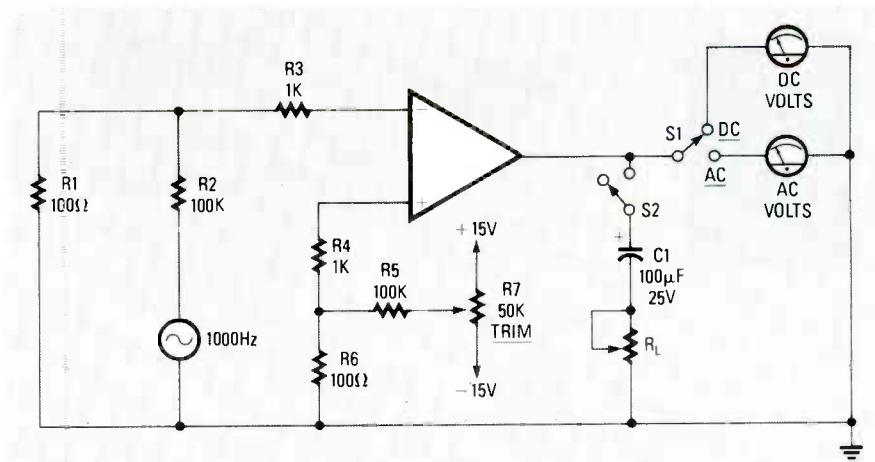 R3
1K
R1
100Ω
R2
100K
1000Hz
−
+
R4
1K
R5
100K
R6
100Ω
+15V
R7
50K
TRIM
−15V
S1
DC
AC
S2
+
C1
100µF
25V
RL
DC
VOLTS
AC
VOLTS